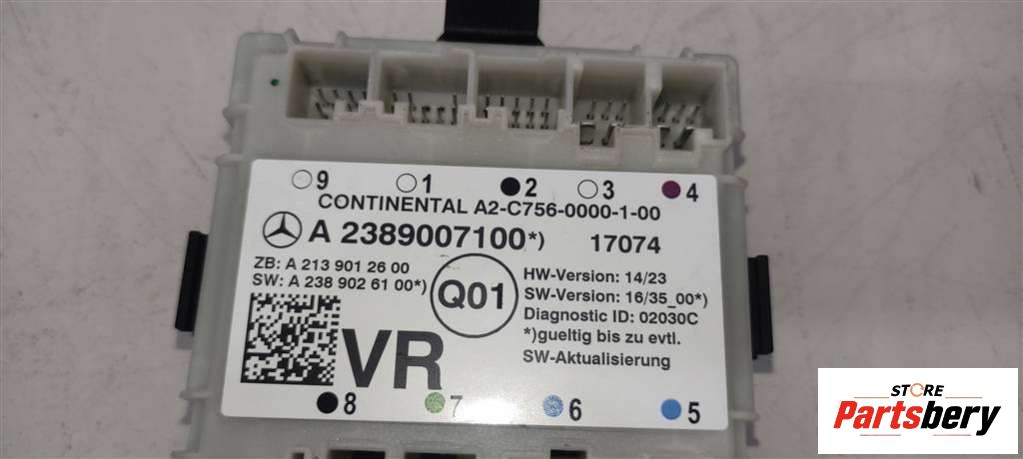 9 1 2 3 4
CONTINENTAL A2-C756-0000-1-00
A 2389007100*) 17074
ZB: A 213 901 26 00
SW: A 238 902 61 00*)
Q01
HW-Version: 14/23
SW-Version: 16/35_00*)
Diagnostic ID: 02030C
*)gueltig bis zu evtl.
SW-Aktualisierung
VR
8 7 6 5
STORE
Partsbery